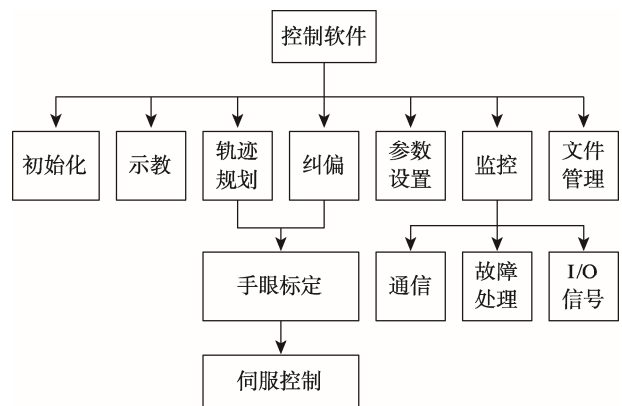 控制软件
初始化
示教
轨迹
规划
纠偏
参数
设置
监控
文件
管理
手眼标定
通信
故障
处理
I/O
信号
伺服控制